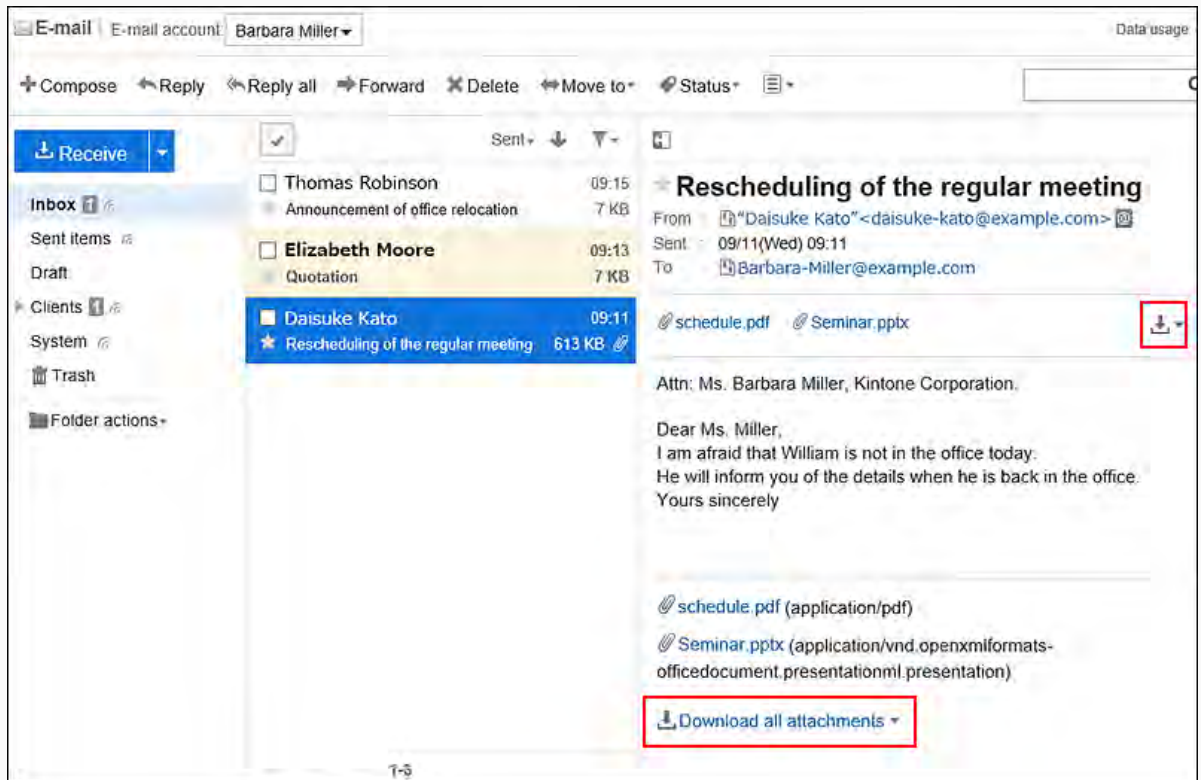 E-mail E-mail account Barbara Miller Data usage
Compose Reply Reply all Forward Delete Move to Status
Receive
Inbox 1
Sent items
Draft
Clients 1
System
Trash
Folder actions
Sent
Thomas Robinson 09:15
Announcement of office relocation 7 KB
Elizabeth Moore 09:13
Quotation 7 KB
Daisuke Kato 09:11
Rescheduling of the regular meeting 613 KB
1-3
Rescheduling of the regular meeting
From : "Daisuke Kato"<daisuke-kato@example.com>
Sent : 09/11(Wed) 09:11
To : Barbara-Miller@example.com
schedule.pdf Seminar.pptx
Attn: Ms. Barbara Miller, Kintone Corporation.
Dear Ms. Miller,
I am afraid that William is not in the office today.
He will inform you of the details when he is back in the office.
Yours sincerely
schedule.pdf (application/pdf)
Seminar.pptx (application/vnd.openxmlformats-
officedocument.presentationml.presentation)
Download all attachments